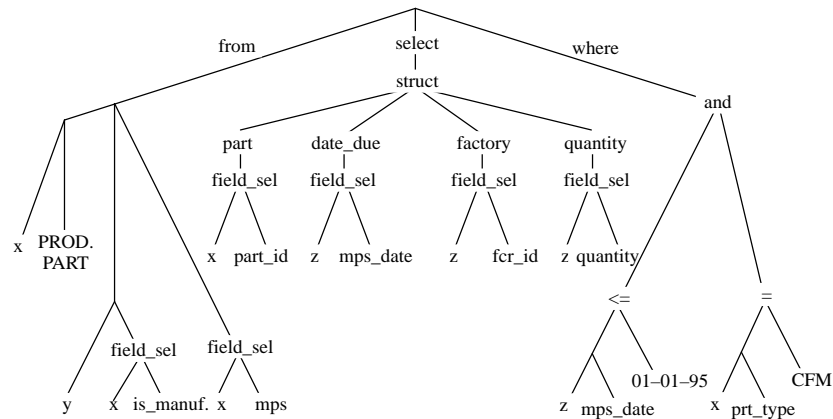 from select where
struct
and
part date_due factory quantity
field_sel field_sel field_sel field_sel
x PROD.
PART
x part_id z mps_date z fcr_id z quantity
<= =
field_sel field_sel
01–01–95 CFM
y x is_manuf. x mps z mps_date x prt_type